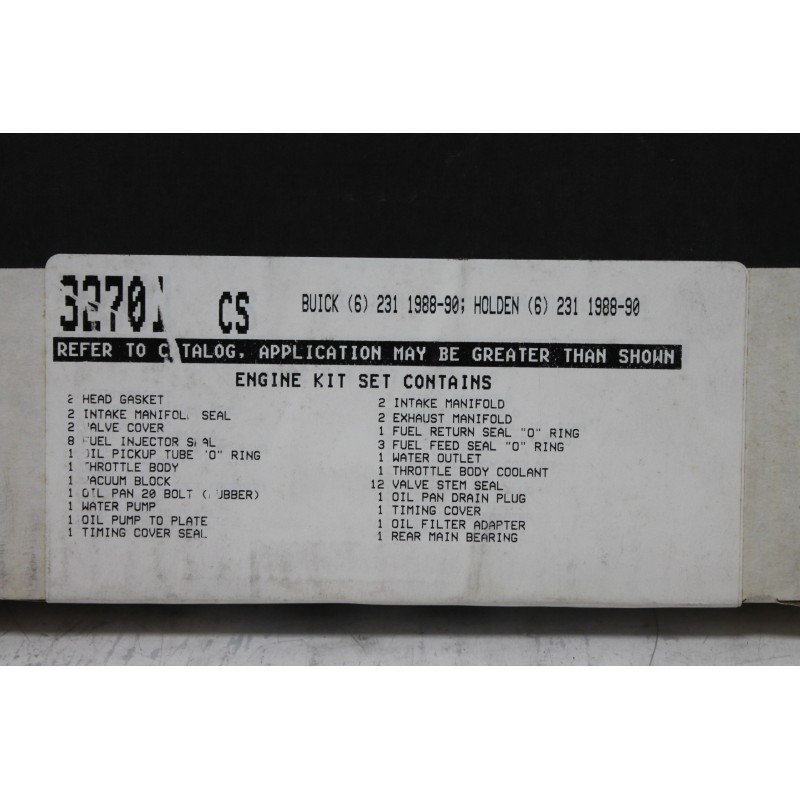 32701 CS
BUICK (6) 231 1988-90; HOLDEN (6) 231 1988-90
REFER TO CATALOG, APPLICATION MAY BE GREATER THAN SHOWN
ENGINE KIT SET CONTAINS
2 HEAD GASKET
2 INTAKE MANIFOLD SEAL
2 VALVE COVER
8 FUEL INJECTOR SEAL
1 OIL PICKUP TUBE "O" RING
1 THROTTLE BODY
1 VACUUM BLOCK
1 OIL PAN 20 BOLT (RUBBER)
1 WATER PUMP
1 OIL PUMP TO PLATE
1 TIMING COVER SEAL
2 INTAKE MANIFOLD
2 EXHAUST MANIFOLD
1 FUEL RETURN SEAL "O" RING
3 FUEL FEED SEAL "O" RING
1 WATER OUTLET
1 THROTTLE BODY COOLANT
12 VALVE STEM SEAL
1 OIL PAN DRAIN PLUG
1 TIMING COVER
1 OIL FILTER ADAPTER
1 REAR MAIN BEARING